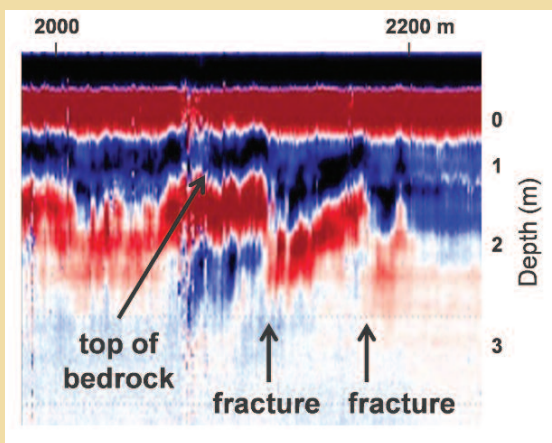 2000 2200 m
0
1
2
3
Depth (m)
top of
bedrock
fracture fracture